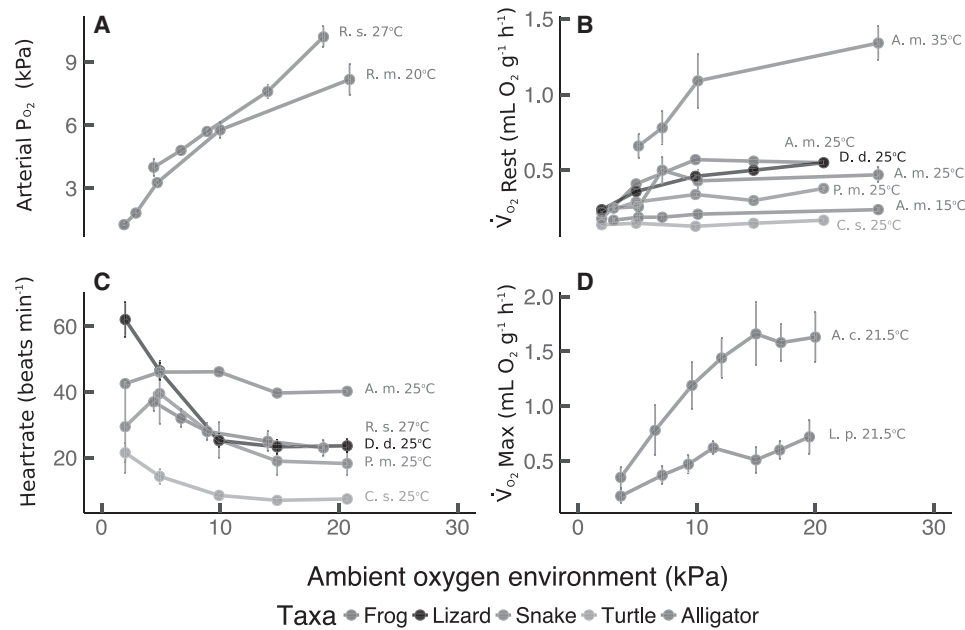 A
Arterial Po₂ (kPa)
9
6
3
R. s. 27°C
R. m. 20°C
B
V̇o₂ Rest (mL O₂ g⁻¹ h⁻¹)
1.5
1.0
0.5
A. m. 35°C
A. m. 25°C
D. d. 25°C
A. m. 25°C
P. m. 25°C
A. m. 15°C
C. s. 25°C
C
Heartrate (beats min⁻¹)
60
40
20
A. m. 25°C
R. s. 27°C
D. d. 25°C
P. m. 25°C
C. s. 25°C
0 10 20 30
D
V̇o₂ Max (mL O₂ g⁻¹ h⁻¹)
2.0
1.5
1.0
0.5
A. c. 21.5°C
L. p. 21.5°C
0 10 20 30
Ambient oxygen environment (kPa)
Taxa Frog Lizard Snake Turtle Alligator